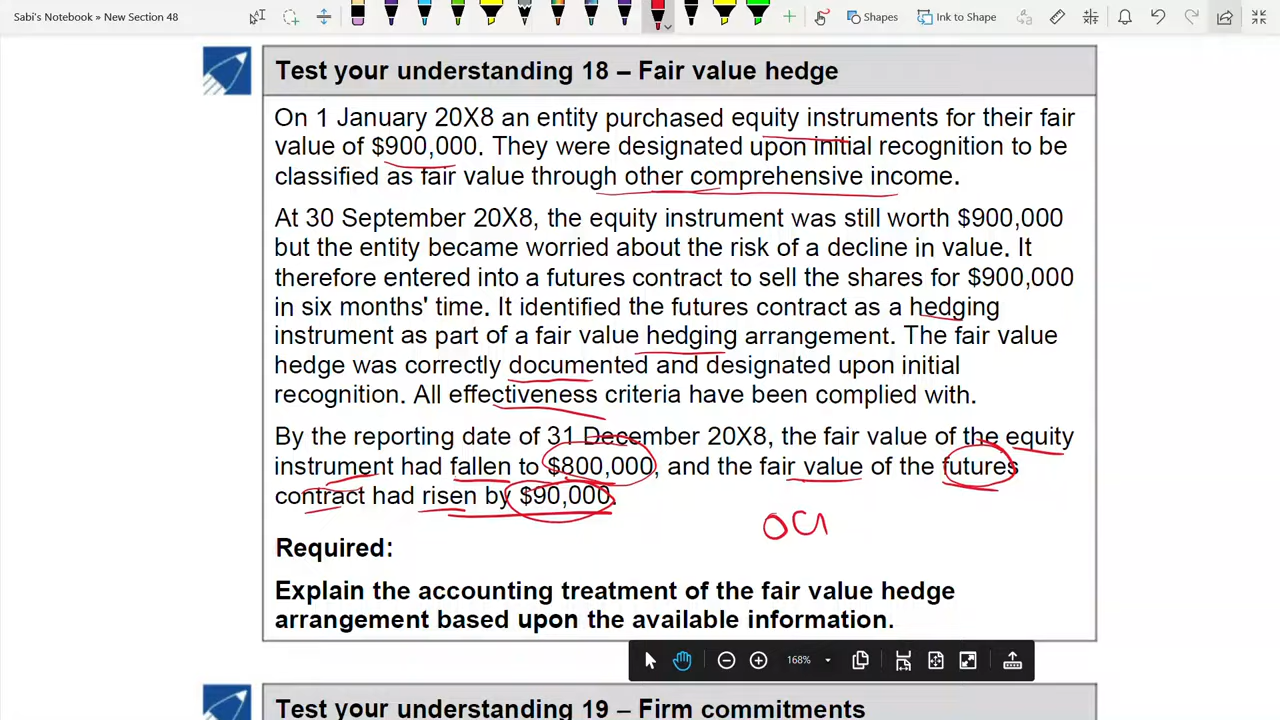 Sabi's Notebook » New Section 48
Shapes
Ink to Shape
Test your understanding 18 – Fair value hedge
On 1 January 20X8 an entity purchased equity instruments for their fair
value of $900,000. They were designated upon initial recognition to be
classified as fair value through other comprehensive income.
At 30 September 20X8, the equity instrument was still worth $900,000
but the entity became worried about the risk of a decline in value. It
therefore entered into a futures contract to sell the shares for $900,000
in six months' time. It identified the futures contract as a hedging
instrument as part of a fair value hedging arrangement. The fair value
hedge was correctly documented and designated upon initial
recognition. All effectiveness criteria have been complied with.
By the reporting date of 31 December 20X8, the fair value of the equity
instrument had fallen to $800,000, and the fair value of the futures
contract had risen by $90,000.
OCI
Required:
Explain the accounting treatment of the fair value hedge
arrangement based upon the available information.
168%
Test your understanding 19 – Firm commitments